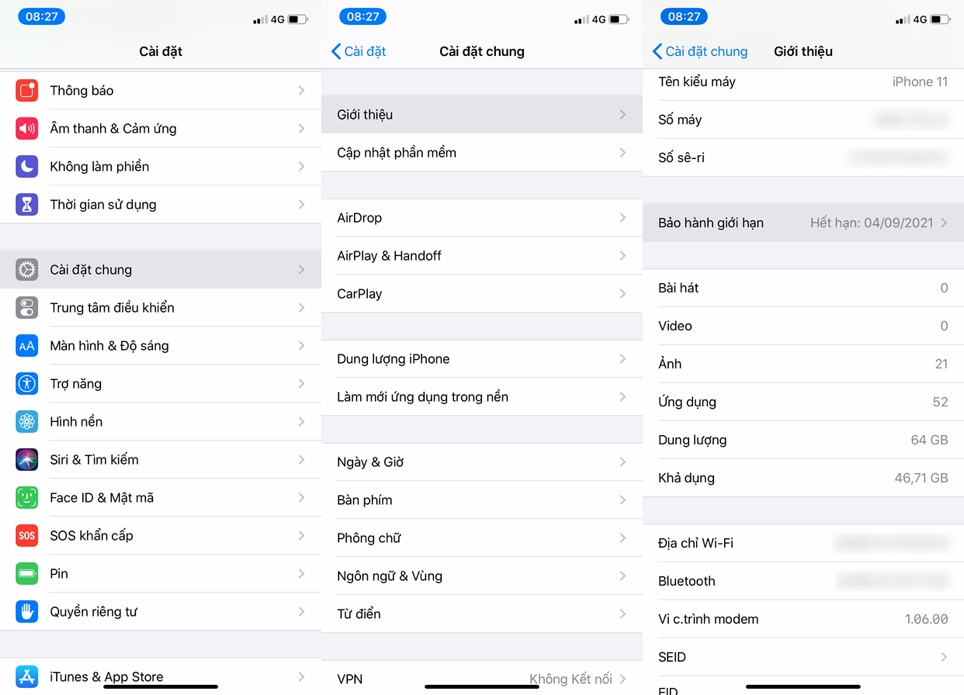 08:27
4G
Cài đặt
Thông báo
Âm thanh & Cảm ứng
Không làm phiền
Thời gian sử dụng
Cài đặt chung
Trung tâm điều khiển
AA
Màn hình & Độ sáng
Trợ năng
Hình nền
Siri & Tìm kiếm
Face ID & Mật mã
SOS
SOS khẩn cấp
Pin
Quyền riêng tư
iTunes & App Store
08:27
4G
Cài đặt
Cài đặt chung
Giới thiệu
Cập nhật phần mềm
AirDrop
AirPlay & Handoff
CarPlay
Dung lượng iPhone
Làm mới ứng dụng trong nền
Ngày & Giờ
Bàn phím
Phông chữ
Ngôn ngữ & Vùng
Từ điển
VPN Không Kết nối
08:27
4G
Cài đặt chung
Giới thiệu
Tên kiểu máy iPhone 11
Số máy
Số sê-ri
Bảo hành giới hạn Hết hạn: 04/09/2021
Bài hát 0
Video 0
Ảnh 21
Ứng dụng 52
Dung lượng 64 GB
Khả dụng 46,71 GB
Địa chỉ Wi-Fi
Bluetooth
Vi c.trình modem 1.06.00
SEID
EID